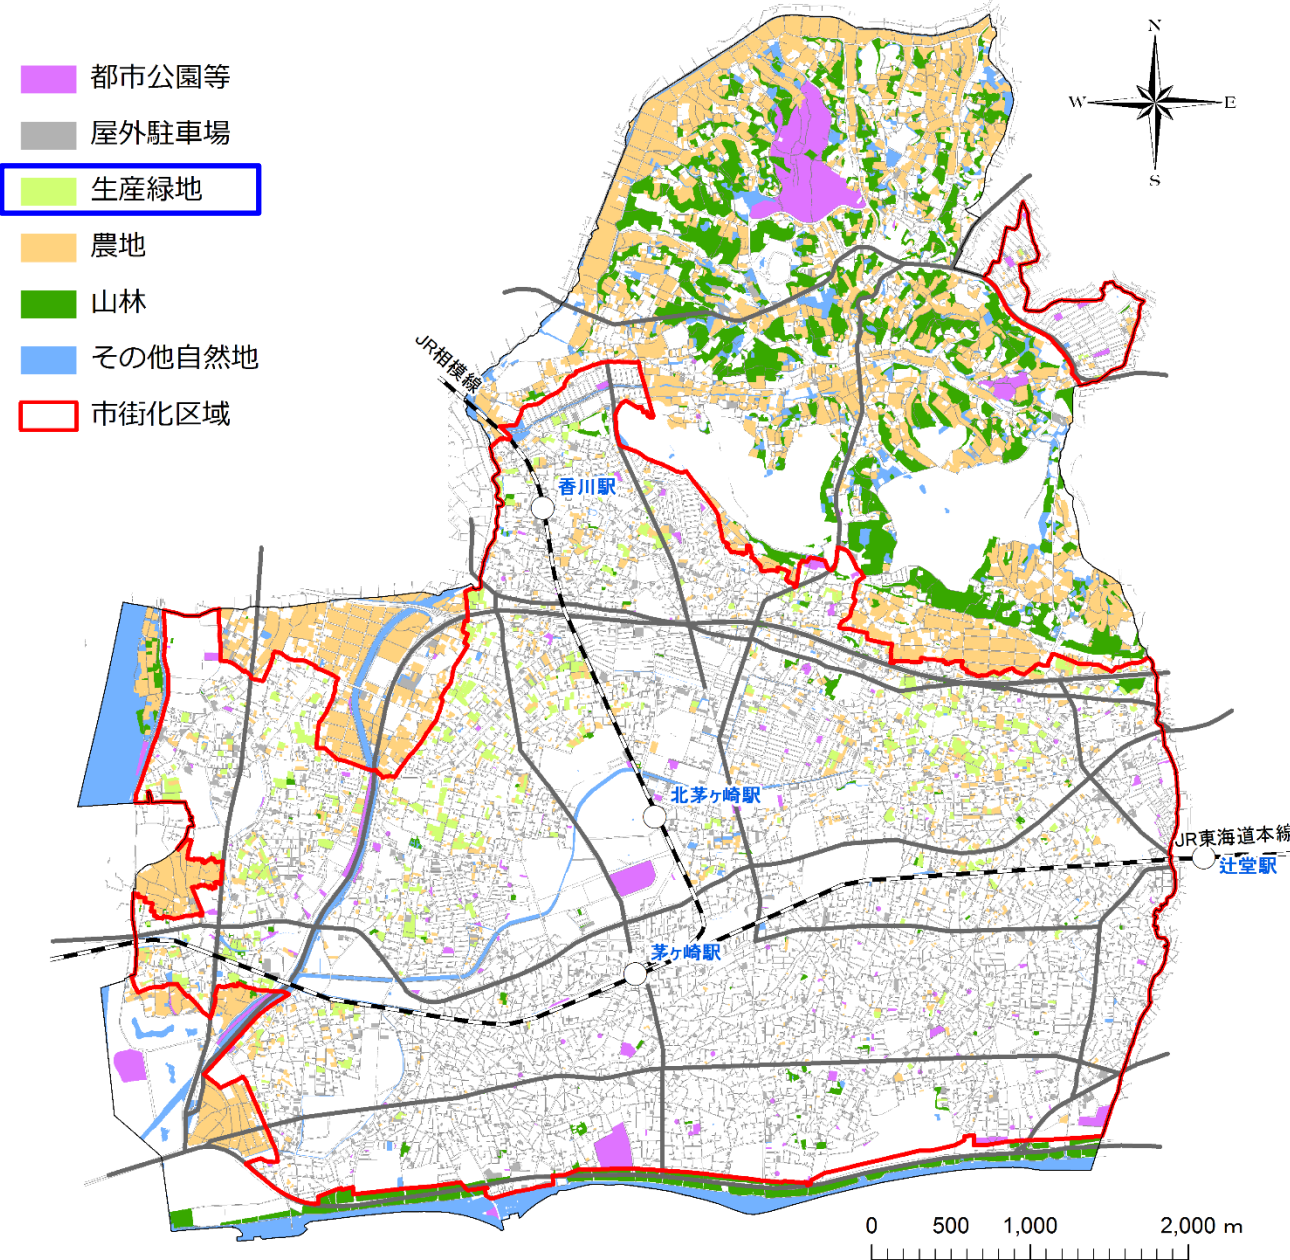 都市公園等
屋外駐車場
生産緑地
農地
山林
その他自然地
市街化区域
N
W
E
S
JR相模線
香川駅
北茅ヶ崎駅
JR東海道本線
辻堂駅
茅ヶ崎駅
0 500 1,000 2,000 m